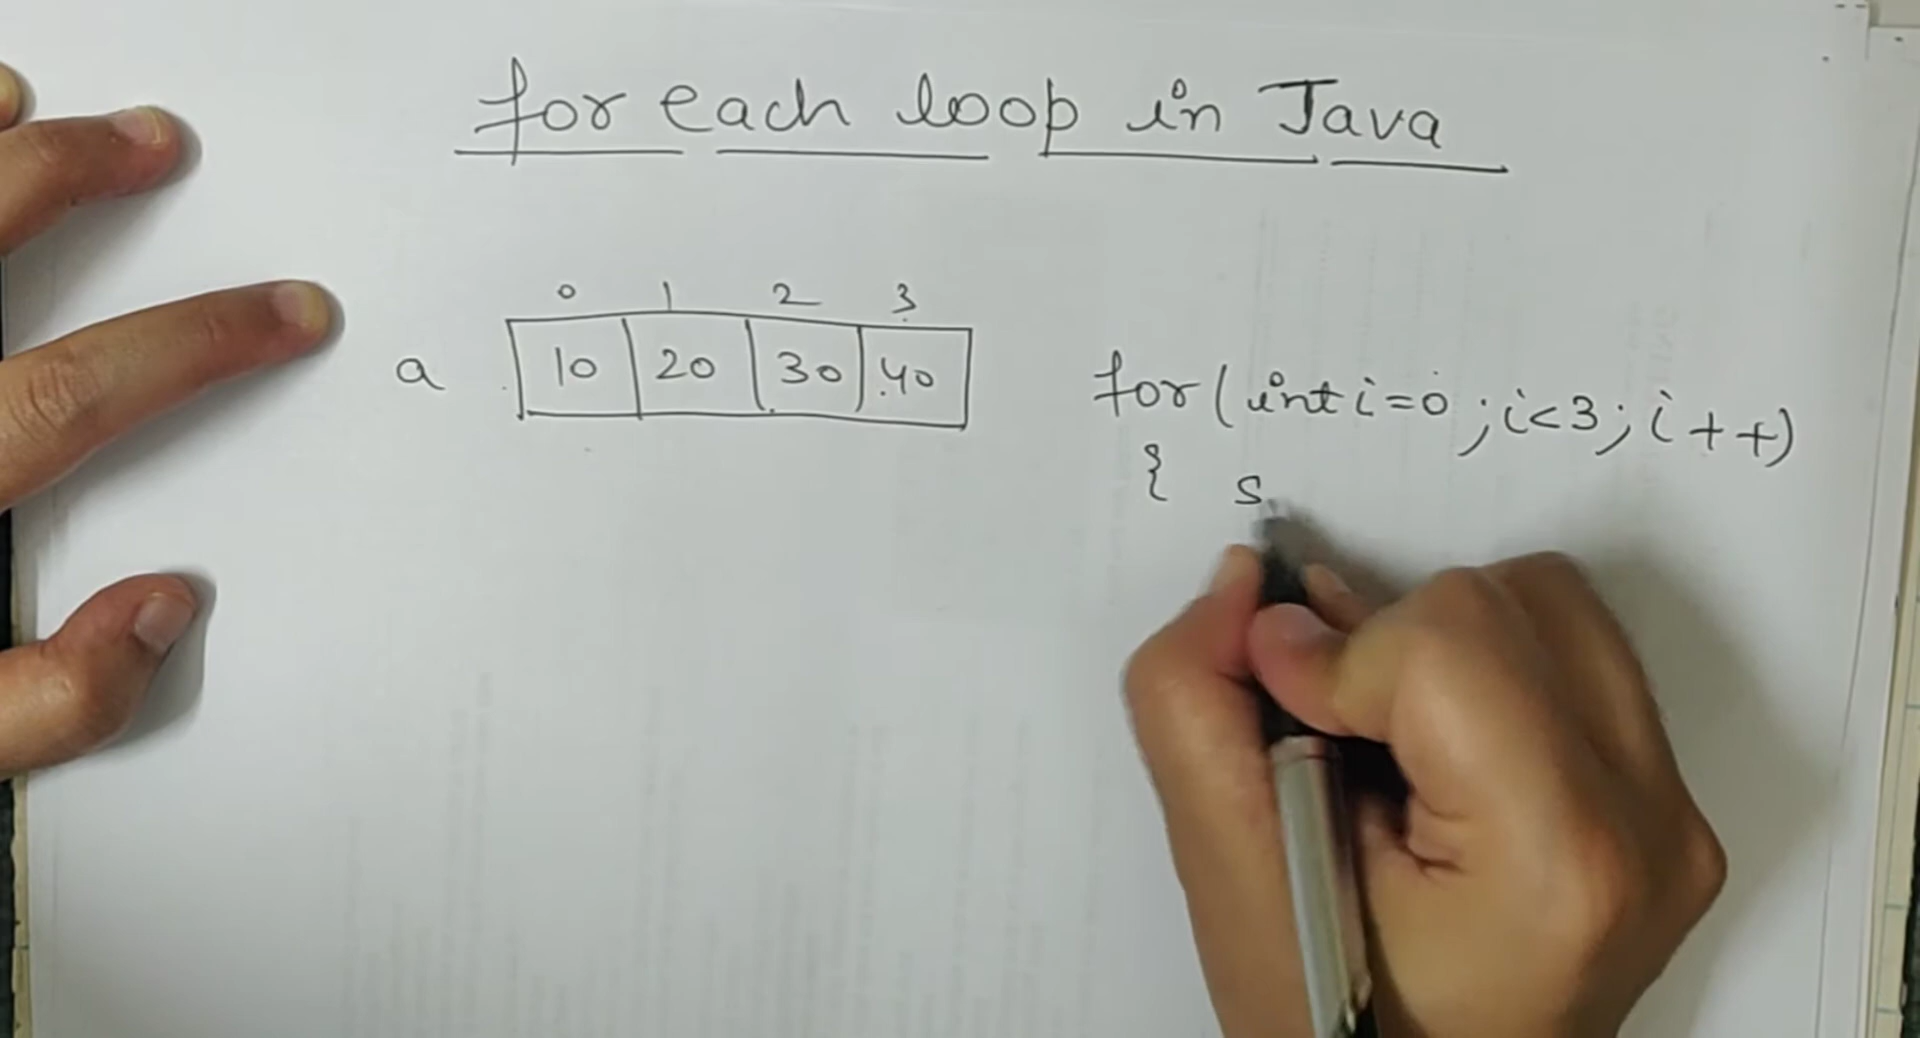 for each loop in Java
0 1 2 3
a 10 20 30 40
for(int i=0;i<3;i++)
{ s